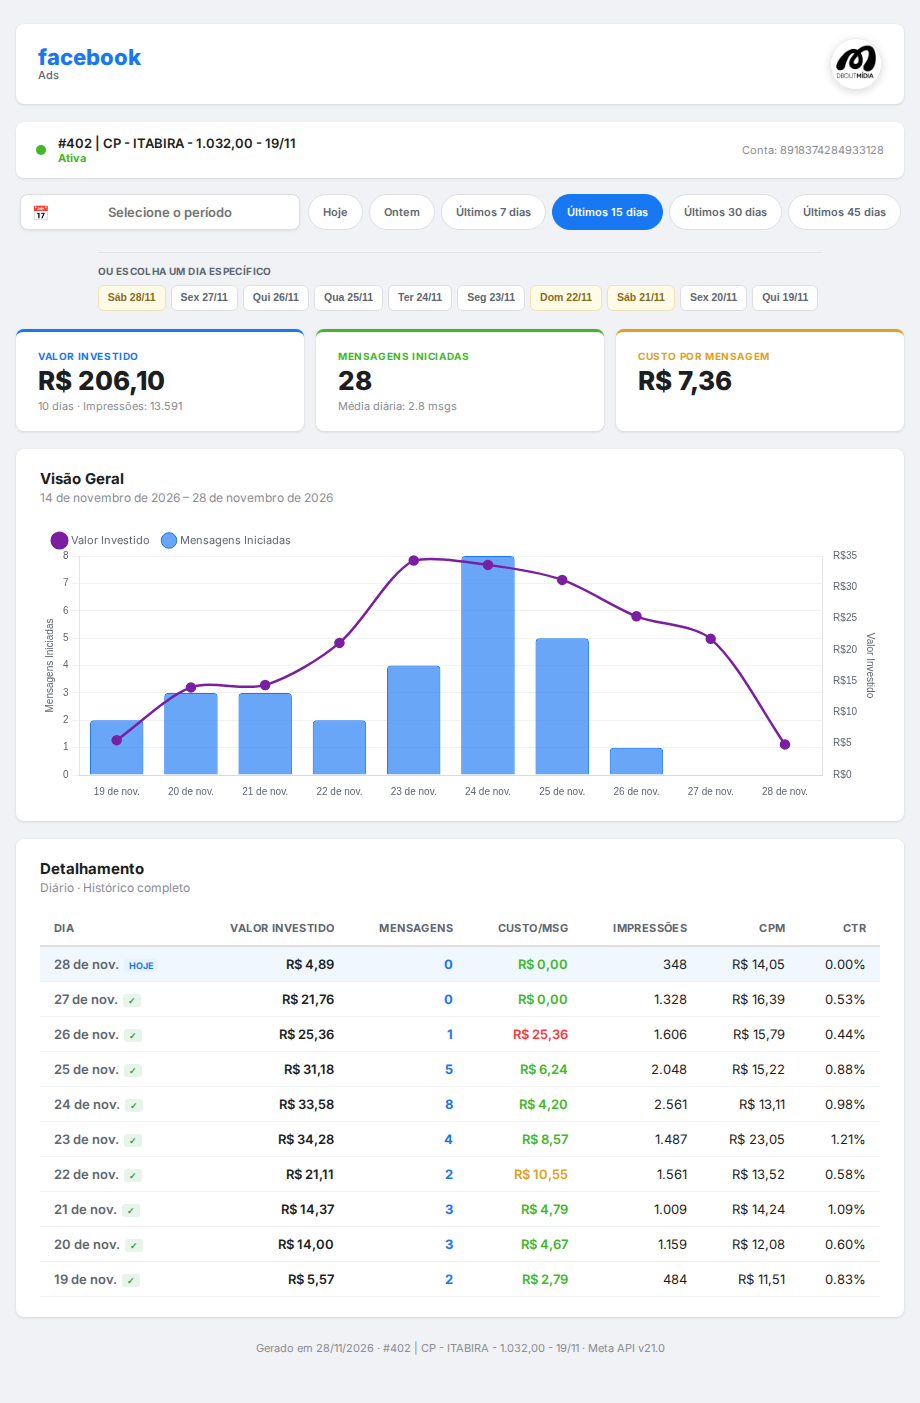 facebook
Ads
DBOUTMÍDIA
#402 | CP - ITABIRA - 1.032,00 - 19/11
Ativa
Conta: 8918374284933128
Selecione o período
Hoje
Ontem
Últimos 7 dias
Últimos 15 dias
Últimos 30 dias
Últimos 45 dias
OU ESCOLHA UM DIA ESPECÍFICO
Sáb 28/11
Sex 27/11
Qui 26/11
Qua 25/11
Ter 24/11
Seg 23/11
Dom 22/11
Sáb 21/11
Sex 20/11
Qui 19/11
VALOR INVESTIDO
R$ 206,10
10 dias · Impressões: 13.591
MENSAGENS INICIADAS
28
Média diária: 2.8 msgs
CUSTO POR MENSAGEM
R$ 7,36
Visão Geral
14 de novembro de 2026 – 28 de novembro de 2026
Valor Investido
Mensagens Iniciadas
Mensagens Iniciadas
8
7
6
5
4
3
2
1
0
R$35
R$30
R$25
R$20
R$15
R$10
R$5
R$0
Valor Investido
19 de nov.
20 de nov.
21 de nov.
22 de nov.
23 de nov.
24 de nov.
25 de nov.
26 de nov.
27 de nov.
28 de nov.
Detalhamento
Diário · Histórico completo
DIA VALOR INVESTIDO MENSAGENS CUSTO/MSG IMPRESSÕES CPM CTR
28 de nov. HOJE R$ 4,89 0 R$ 0,00 348 R$ 14,05 0.00%
27 de nov. ✓ R$ 21,76 0 R$ 0,00 1.328 R$ 16,39 0.53%
26 de nov. ✓ R$ 25,36 1 R$ 25,36 1.606 R$ 15,79 0.44%
25 de nov. ✓ R$ 31,18 5 R$ 6,24 2.048 R$ 15,22 0.88%
24 de nov. ✓ R$ 33,58 8 R$ 4,20 2.561 R$ 13,11 0.98%
23 de nov. ✓ R$ 34,28 4 R$ 8,57 1.487 R$ 23,05 1.21%
22 de nov. ✓ R$ 21,11 2 R$ 10,55 1.561 R$ 13,52 0.58%
21 de nov. ✓ R$ 14,37 3 R$ 4,79 1.009 R$ 14,24 1.09%
20 de nov. ✓ R$ 14,00 3 R$ 4,67 1.159 R$ 12,08 0.60%
19 de nov. ✓ R$ 5,57 2 R$ 2,79 484 R$ 11,51 0.83%
Gerado em 28/11/2026 · #402 | CP - ITABIRA - 1.032,00 - 19/11 · Meta API v21.0